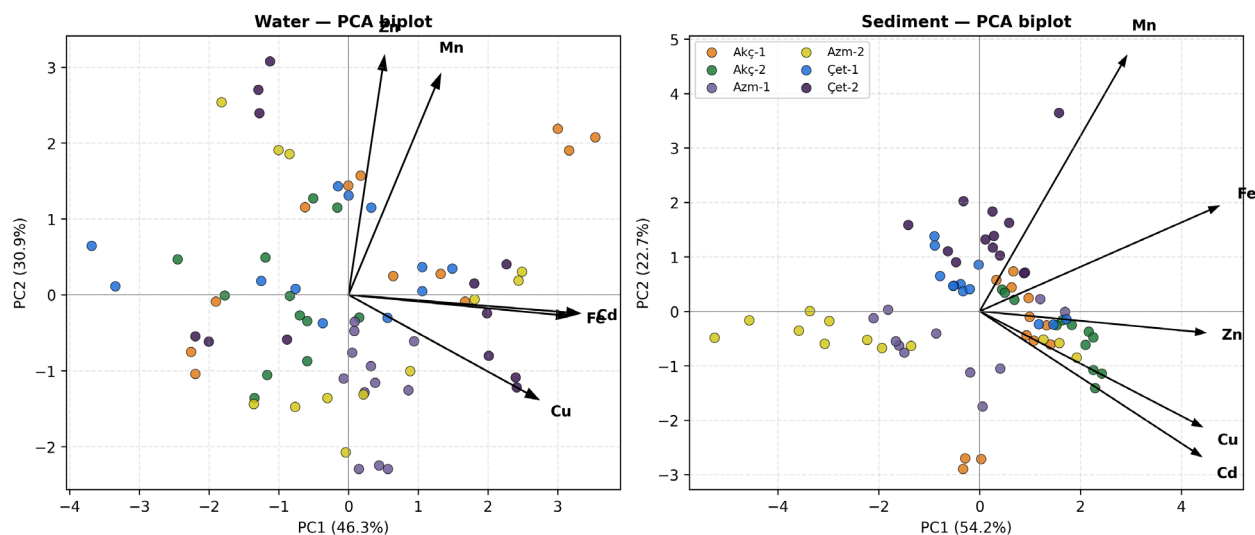 Water — PCA biplot
Zn
Mn
3
2
1
0
−1
−2
Fe
Cd
Cu
−4
−3
−2
−1
0
1
2
3
PC1 (46.3%)
PC2 (30.9%)
Sediment — PCA biplot
Mn
Akç-1
Akç-2
Azm-1
Azm-2
Çet-1
Çet-2
5
4
3
2
1
0
−1
−2
−3
Fe
Zn
Cu
Cd
−4
−2
0
2
4
PC1 (54.2%)
PC2 (22.7%)